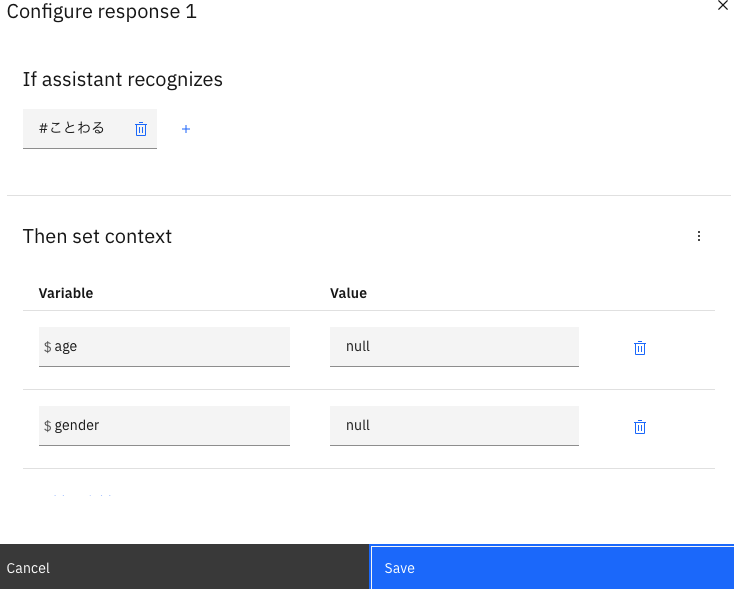 Configure response 1
If assistant recognizes
#ことわる
Then set context
Variable Value
$ age null
$ gender null
Cancel Save